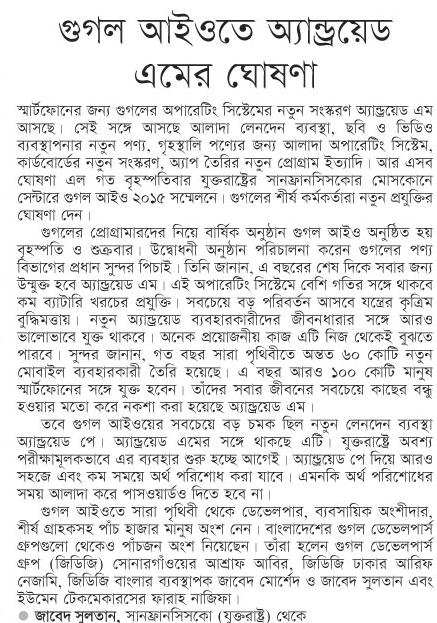 গুগল আইওতে অ্যান্ড্রয়েড
এমের ঘোষণা
স্মার্টফোনের জন্য গুগলের অপারেটিং সিস্টেমের নতুন সংস্করণ অ্যান্ড্রয়েড এম
আসছে। সেই সঙ্গে আসছে আলাদা লেনদেন ব্যবস্থা, ছবি ও ভিডিও
ব্যবস্থাপনার নতুন পণ্য, গৃহস্থালি পণ্যের জন্য আলাদা অপারেটিং সিস্টেম,
কার্ডবোর্ডের নতুন সংস্করণ, অ্যাপ তৈরির নতুন প্রোগ্রাম ইত্যাদি। আর এসব
ঘোষণা এল গত বৃহস্পতিবার যুক্তরাষ্ট্রের সানফ্রানসিসকোর মোসকোনে
সেন্টারে গুগল আইও ২০১৫ সম্মেলনে। গুগলের শীর্ষ কর্মকর্তারা নতুন প্রযুক্তির
ঘোষণা দেন।
গুগলের প্রোগ্রামারদের নিয়ে বার্ষিক অনুষ্ঠান গুগল আইও অনুষ্ঠিত হয়
বৃহস্পতি ও শুক্রবার। উদ্বোধনী অনুষ্ঠান পরিচালনা করেন গুগলের পণ্য
বিভাগের প্রধান সুন্দর পিচাই। তিনি জানান, এ বছরের শেষ দিকে সবার জন্য
উন্মুক্ত হবে অ্যান্ড্রয়েড এম। এই অপারেটিং সিস্টেমে বেশি গতির সঙ্গে থাকবে
কম ব্যাটারি খরচের প্রযুক্তি। সবচেয়ে বড় পরিবর্তন আসবে যন্ত্রের কৃত্রিম
বুদ্ধিমত্তায়। নতুন অ্যান্ড্রয়েড ব্যবহারকারীদের জীবনধারার সঙ্গে আরও
ভালোভাবে যুক্ত থাকবে। অনেক প্রয়োজনীয় কাজ এটি নিজ থেকেই বুঝতে
পারবে। সুন্দর জানান, গত বছর সারা পৃথিবীতে অন্তত ৬০ কোটি নতুন
মোবাইল ব্যবহারকারী তৈরি হয়েছে। এ বছর আরও ১০০ কোটি মানুষ
স্মার্টফোনের সঙ্গে যুক্ত হবেন। তাঁদের সবার জীবনের সবচেয়ে কাছের বন্ধু
হওয়ার মতো করে নকশা করা হয়েছে অ্যান্ড্রয়েড এম।
তবে গুগল আইওয়ের সবচেয়ে বড় চমক ছিল নতুন লেনদেন ব্যবস্থা
অ্যান্ড্রয়েড পে। অ্যান্ড্রয়েড এমের সঙ্গে থাকছে এটি। যুক্তরাষ্ট্রে অবশ্য
পরীক্ষামূলকভাবে এর ব্যবহার শুরু হচ্ছে আগেই। অ্যান্ড্রয়েড পে দিয়ে আরও
সহজে এবং কম সময়ে অর্থ পরিশোধ করা যাবে। এমনকি অর্থ পরিশোধের
সময় আলাদা করে পাসওয়ার্ডও দিতে হবে না।
গুগল আইওতে সারা পৃথিবী থেকে ডেভেলপার, ব্যবসায়িক অংশীদার,
শীর্ষ গ্রাহকসহ পাঁচ হাজার মানুষ অংশ নেন। বাংলাদেশের গুগল ডেভেলপার্স
গ্রুপগুলো থেকেও পাঁচজন অংশ নিয়েছেন। তাঁরা হলেন গুগল ডেভেলপার্স
গ্রুপ (জিডিজি) সোনারগাঁওয়ের আশ্রাফ আবির, জিডিজি ঢাকার আরিফ
নেজামি, জিডিজি বাংলার ব্যবস্থাপক জাবেদ মোর্শেদ ও জাবেদ সুলতান এবং
ইউমেন টেকমেকারসের ফারাহ নাজিফা।
● জাবেদ সুলতান, সানফ্রানসিসকো (যুক্তরাষ্ট্র) থেকে